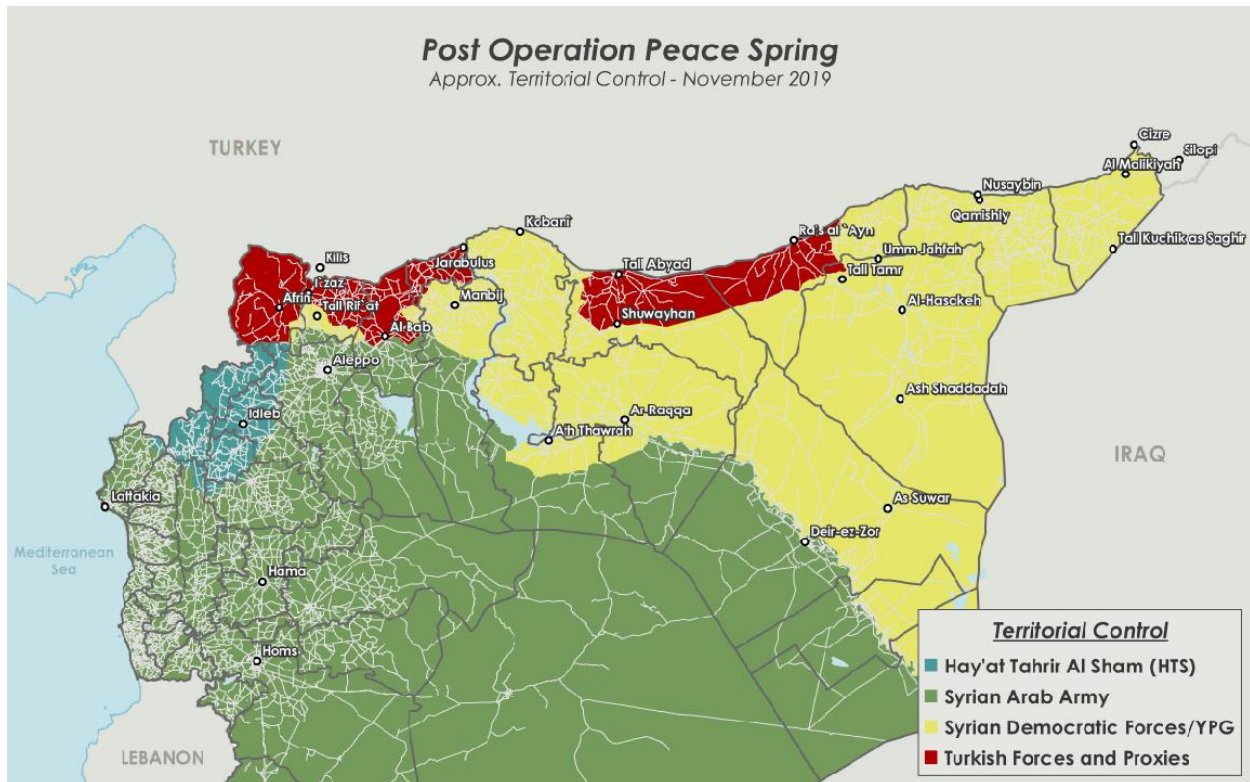 Post Operation Peace Spring
Approx. Territorial Control - November 2019
TURKEY
Cizre
Silopi
Al Malikiyah
Nusaybin
Qamishly
Kobani
Ra's al `Ayn
Umm Jahfah
Tall Kuchik as Saghir
Kills
Jarabulus
Tall Abyad
Tall Tamr
I`zaz
Afrin
Tall Rif`at
Manbij
Al-Hasakeh
Al-Bab
Shuwayhan
Aleppo
Ash Shaddadah
Idleb
Ar-Raqqa
Ath Thawrah
IRAQ
Lattakia
As Suwar
Deir-ez-Zor
Mediterranean
Sea
Hama
Homs
LEBANON
Territorial Control
Hay'at Tahrir Al Sham (HTS)
Syrian Arab Army
Syrian Democratic Forces/YPG
Turkish Forces and Proxies